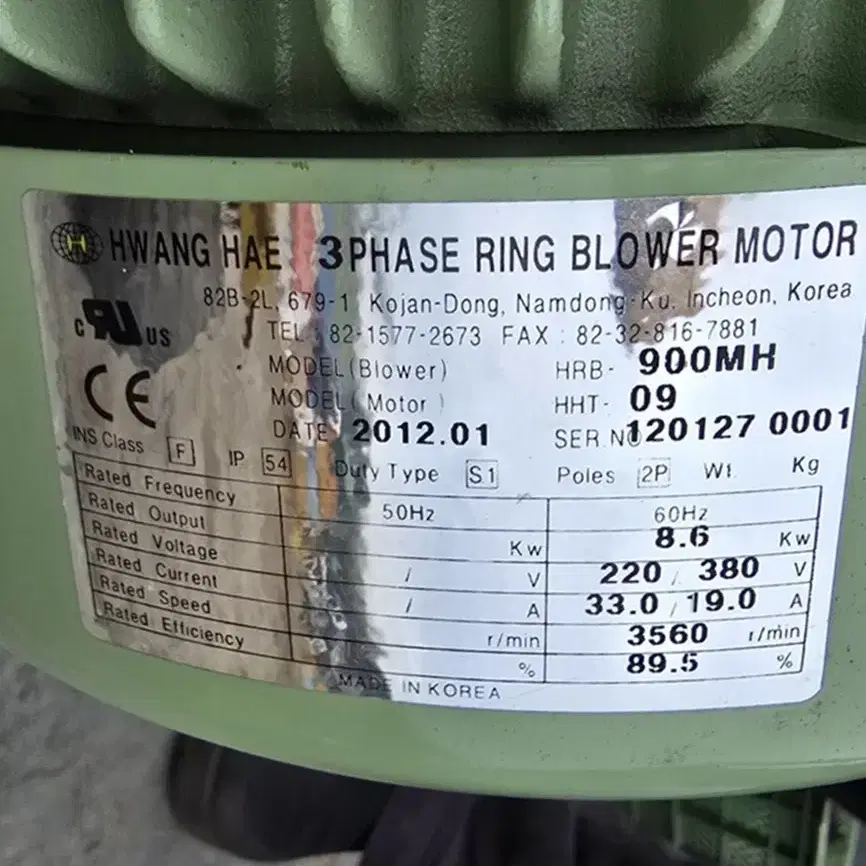 H HWANG HAE 3 PHASE RING BLOWER MOTOR
82B-2L, 679-1 Kojan-Dong, Namdong-Ku, Incheon, Korea
c RU US TEL : 82-1577-2673 FAX : 82-32-816-7881
CE MODEL (Blower) HRB- 900MH
MODEL ( Motor ) HHT- 09
DATE 2012.01 SER.NO 120127 0001
INS Class F IP 54 Duty Type S1 Poles 2P Wt. Kg
Rated Frequency 50Hz 60Hz
Rated Output Kw 8.6 Kw
Rated Voltage / V 220 / 380 V
Rated Current / A 33.0 / 19.0 A
Rated Speed r/min 3560 r/min
Rated Efficiency % 89.5 %
MADE IN KOREA